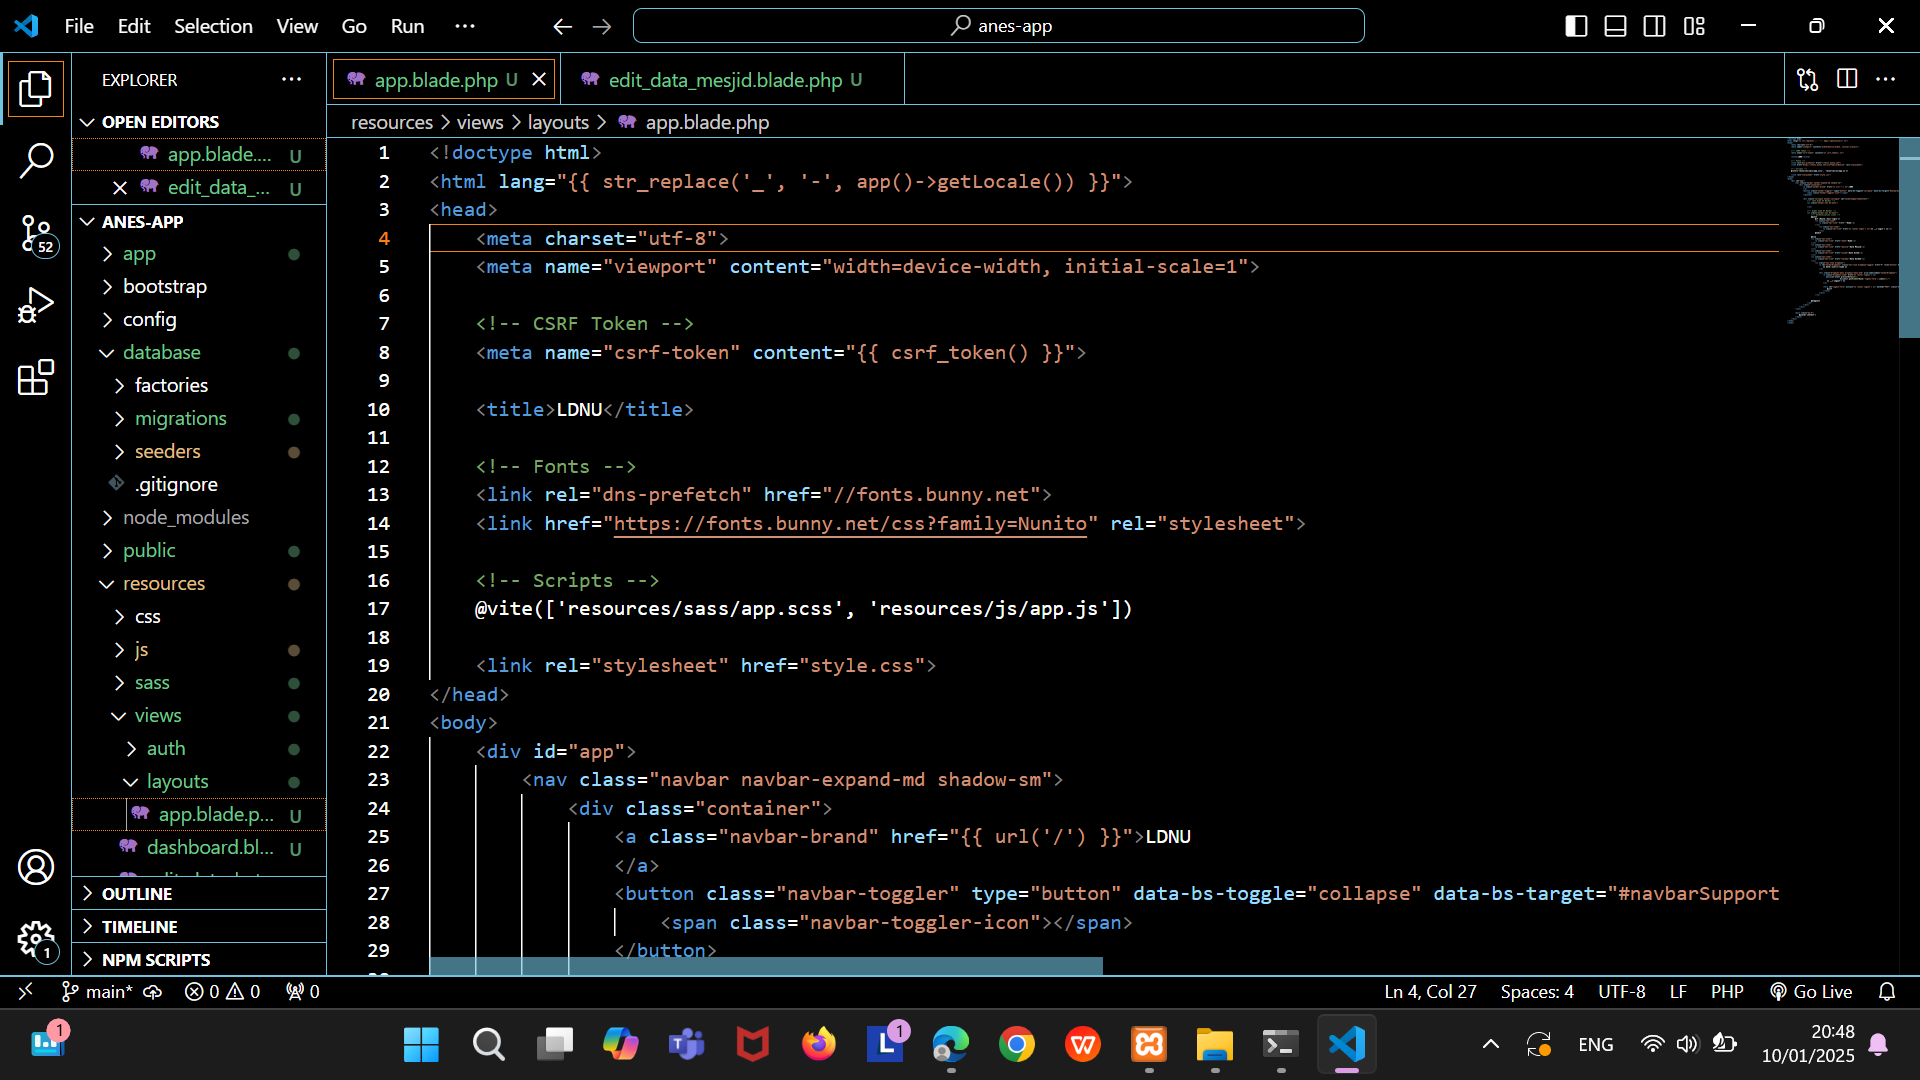 File Edit Selection View Go Run ···
anes-app
EXPLORER
OPEN EDITORS
app.blade.... U
edit_data_... U
ANES-APP
app
bootstrap
config
database
factories
migrations
seeders
.gitignore
node_modules
public
resources
css
js
sass
views
auth
layouts
app.blade.p... U
dashboard.bl... U
OUTLINE
TIMELINE
NPM SCRIPTS
52
1
app.blade.php U
edit_data_mesjid.blade.php U
resources > views > layouts > app.blade.php
1 <!doctype html>
2 <html lang="{{ str_replace('_', '-', app()->getLocale()) }}">
3 <head>
4 <meta charset="utf-8">
5 <meta name="viewport" content="width=device-width, initial-scale=1">
6
7 <!-- CSRF Token -->
8 <meta name="csrf-token" content="{{ csrf_token() }}">
9
10 <title>LDNU</title>
11
12 <!-- Fonts -->
13 <link rel="dns-prefetch" href="//fonts.bunny.net">
14 <link href="https://fonts.bunny.net/css?family=Nunito" rel="stylesheet">
15
16 <!-- Scripts -->
17 @vite(['resources/sass/app.scss', 'resources/js/app.js'])
18
19 <link rel="stylesheet" href="style.css">
20 </head>
21 <body>
22 <div id="app">
23 <nav class="navbar navbar-expand-md shadow-sm">
24 <div class="container">
25 <a class="navbar-brand" href="{{ url('/') }}">LDNU
26 </a>
27 <button class="navbar-toggler" type="button" data-bs-toggle="collapse" data-bs-target="#navbarSupport
28 <span class="navbar-toggler-icon"></span>
29 </button>
main* 0 0 0
Ln 4, Col 27 Spaces: 4 UTF-8 LF PHP Go Live
1
1
ENG
20:48
10/01/2025